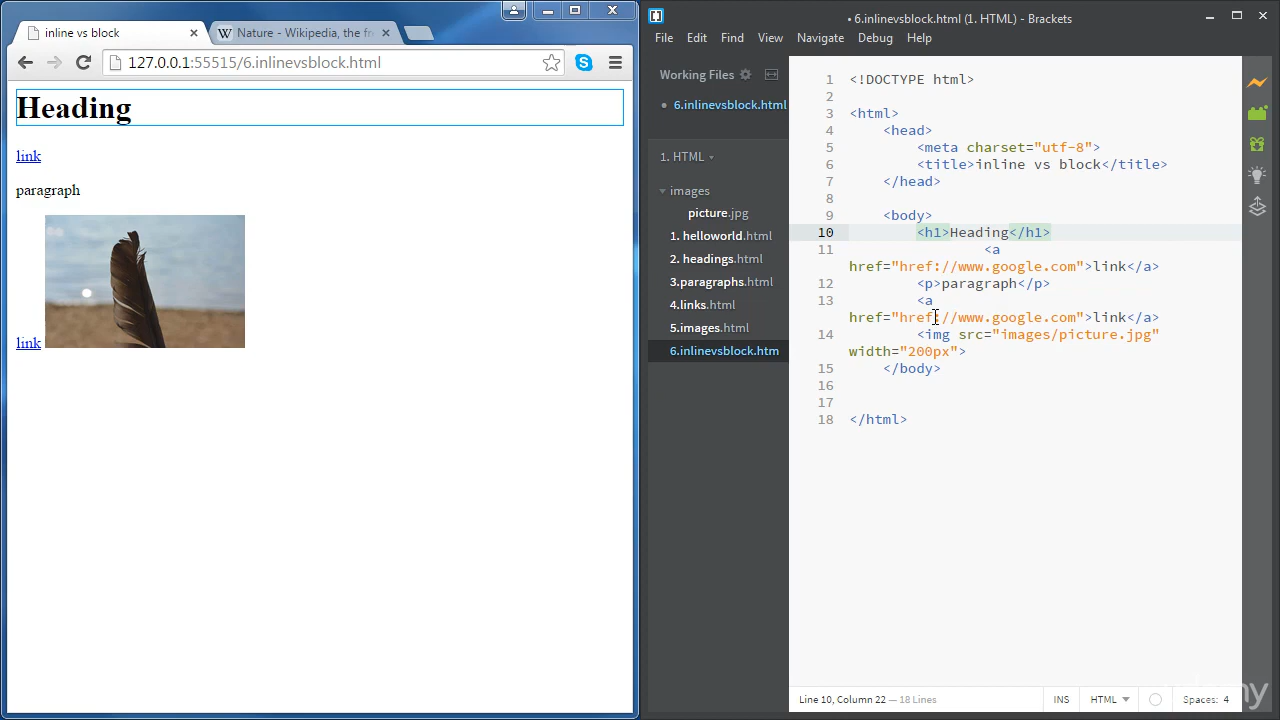 inline vs block
Nature - Wikipedia, the fr
127.0.0.1:55515/6.inlinevsblock.html
Heading
link
paragraph
link
• 6.inlinevsblock.html (1. HTML) - Brackets
File Edit Find View Navigate Debug Help
Working Files
6.inlinevsblock.html
1. HTML
images
picture.jpg
1. helloworld.html
2. headings.html
3.paragraphs.html
4.links.html
5.images.html
6.inlinevsblock.htm
1 <!DOCTYPE html>
2
3 <html>
4 <head>
5 <meta charset="utf-8">
6 <title>inline vs block</title>
7 </head>
8
9 <body>
10 <h1>Heading</h1>
11 <a
href="href://www.google.com">link</a>
12 <p>paragraph</p>
13 <a
href="href://www.google.com">link</a>
14 <img src="images/picture.jpg"
width="200px">
15 </body>
16
17
18 </html>
Line 10, Column 22 — 18 Lines
INS
HTML
Spaces: 4